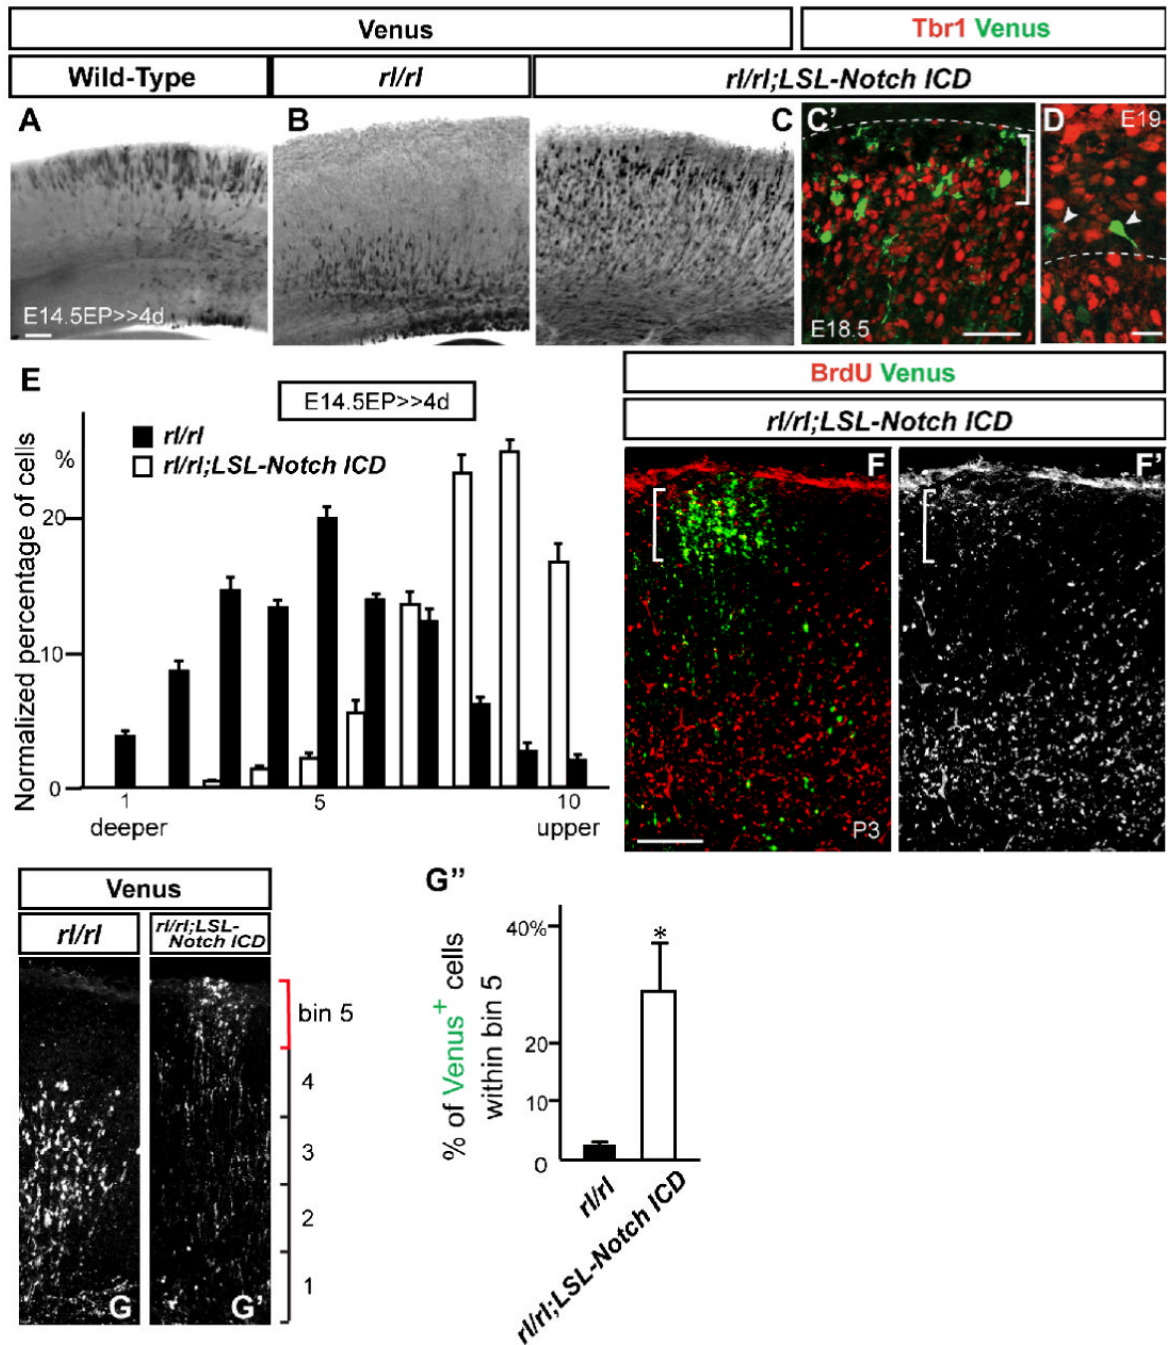 Venus
Tbr1 Venus
Wild-Type
rl/rl
rl/rl;LSL-Notch ICD
A
B
C
C'
D
E19
E14.5EP>>4d
E18.5
E
E14.5EP>>4d
rl/rl
rl/rl;LSL-Notch ICD
%
Normalized percentage of cells
20
10
0
1
5
10
deeper
upper
BrdU Venus
rl/rl;LSL-Notch ICD
F
F'
P3
Venus
rl/rl
rl/rl;LSL-
Notch ICD
bin 5
4
3
2
1
G
G'
G"
% of Venus+ cells
within bin 5
40%
20
10
0
*
rl/rl
rl/rl;LSL-Notch ICD